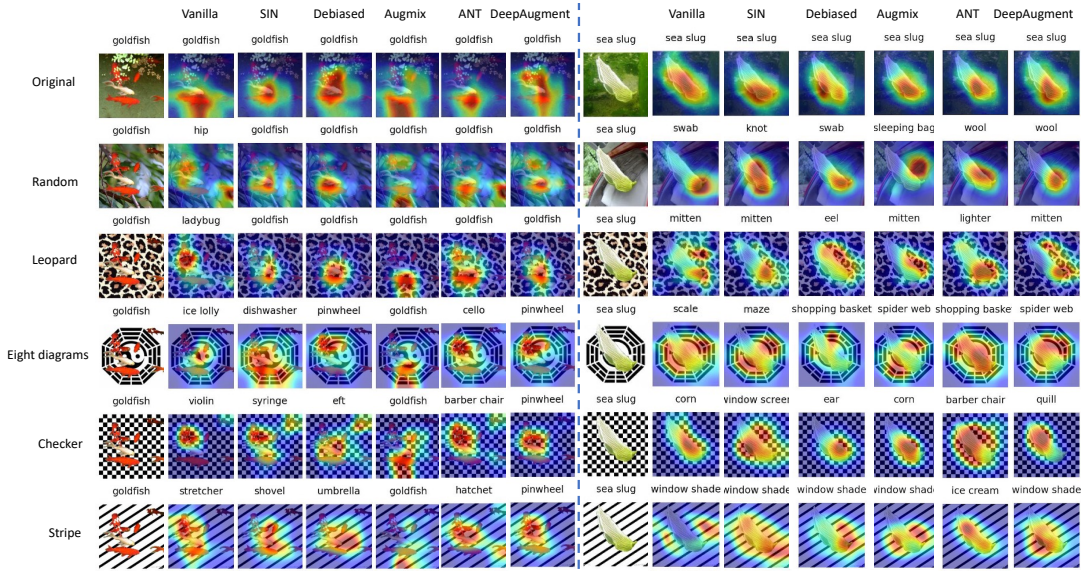 Vanilla SIN Debiased Augmix ANT DeepAugment Vanilla SIN Debiased Augmix ANT DeepAugment
goldfish goldfish goldfish goldfish goldfish goldfish goldfish sea slug sea slug sea slug sea slug sea slug sea slug sea slug
Original
goldfish hip goldfish goldfish goldfish goldfish goldfish sea slug swab knot swab sleeping bag wool wool
Random
goldfish ladybug goldfish goldfish goldfish goldfish goldfish sea slug mitten mitten eel mitten lighter mitten
Leopard
goldfish ice lolly dishwasher pinwheel goldfish cello pinwheel sea slug scale maze shopping basket spider web shopping baske spider web
Eight diagrams
goldfish violin syringe eft goldfish barber chair pinwheel sea slug corn window screen ear corn barber chair quill
Checker
goldfish stretcher shovel umbrella goldfish hatchet pinwheel sea slug window shade window shade window shade window shade ice cream window shade
Stripe